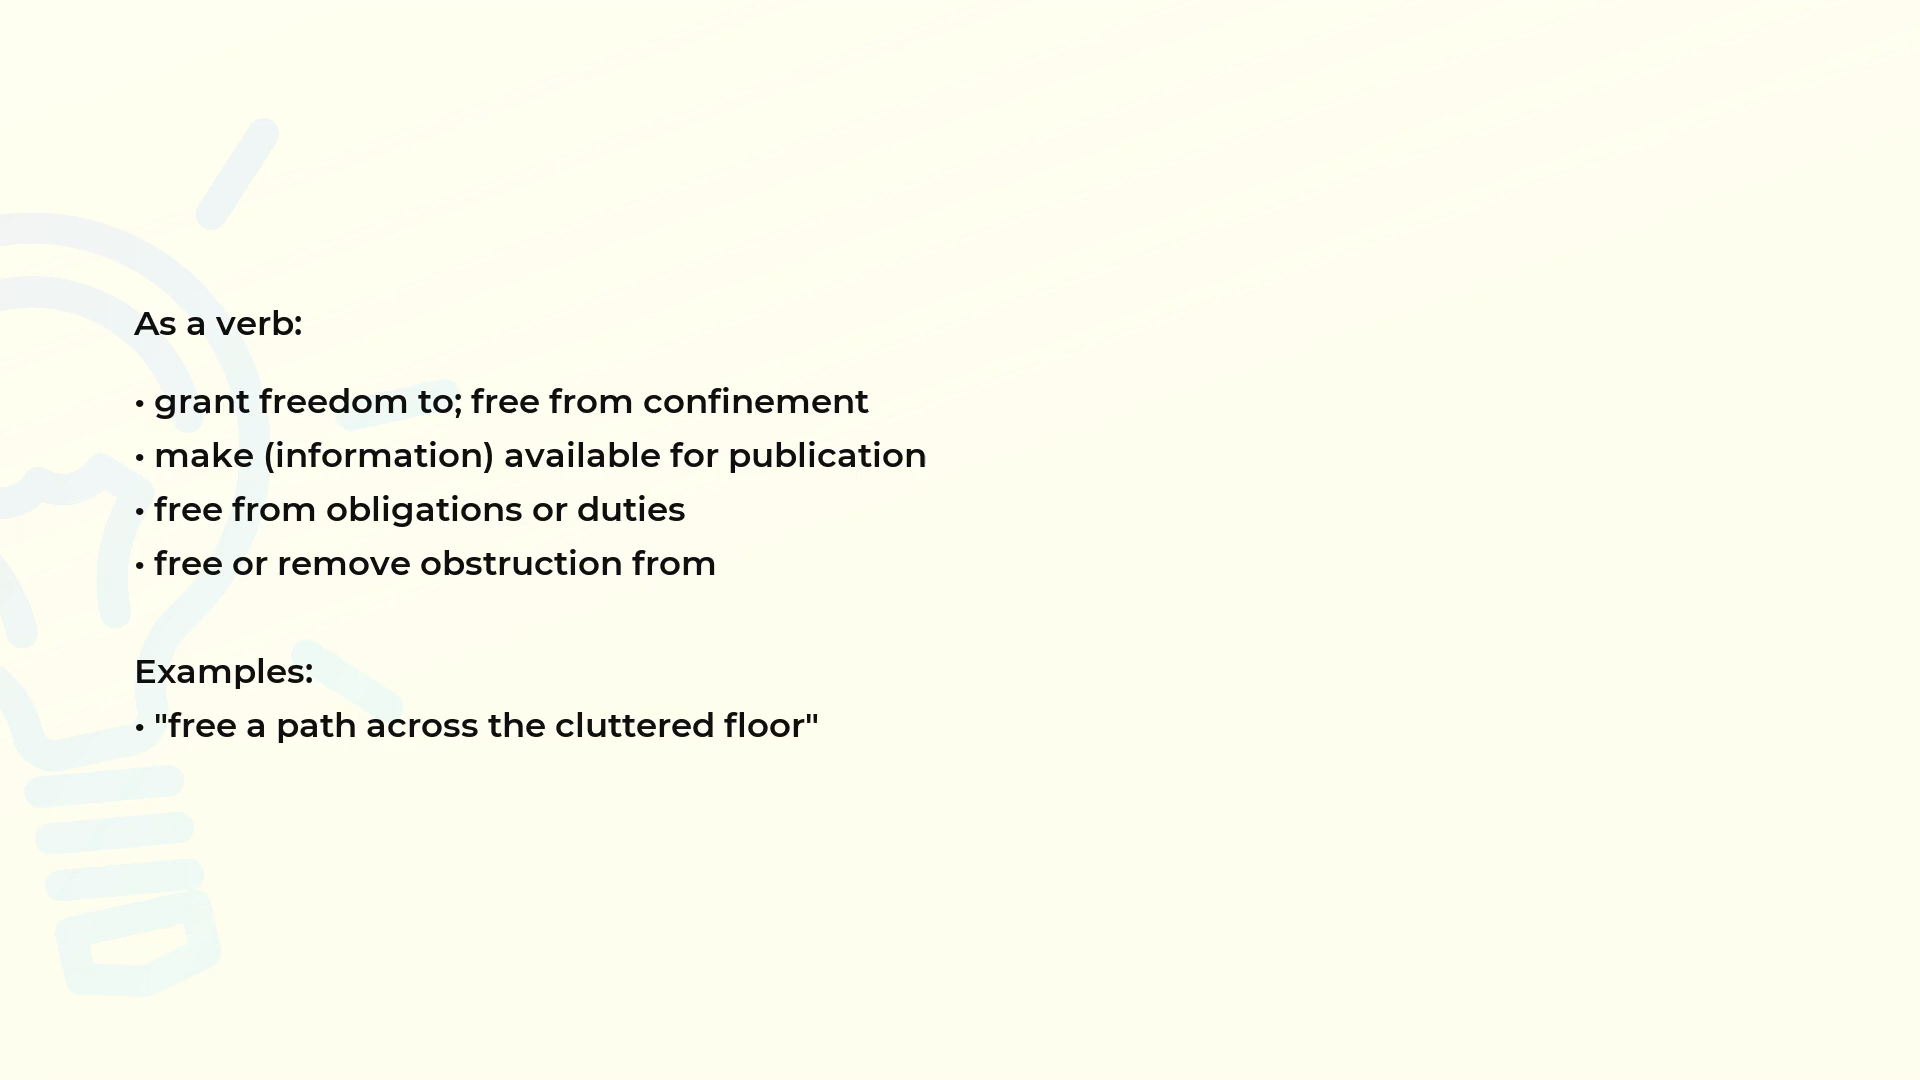 As a verb:
• grant freedom to; free from confinement
• make (information) available for publication
• free from obligations or duties
• free or remove obstruction from
Examples:
• "free a path across the cluttered floor"